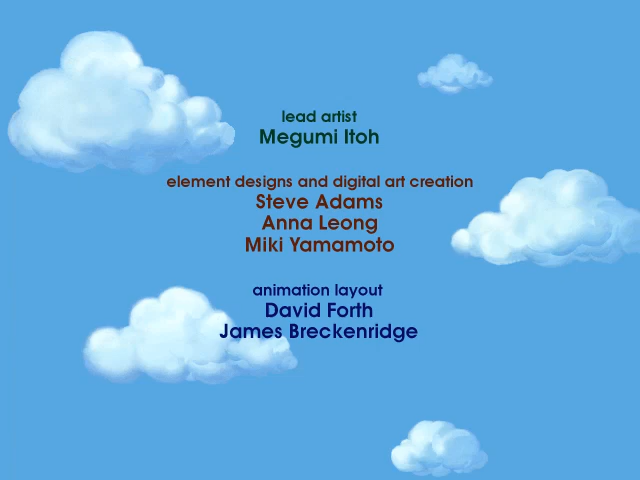 lead artist
Megumi Itoh
element designs and digital art creation
Steve Adams
Anna Leong
Miki Yamamoto
animation layout
David Forth
James Breckenridge